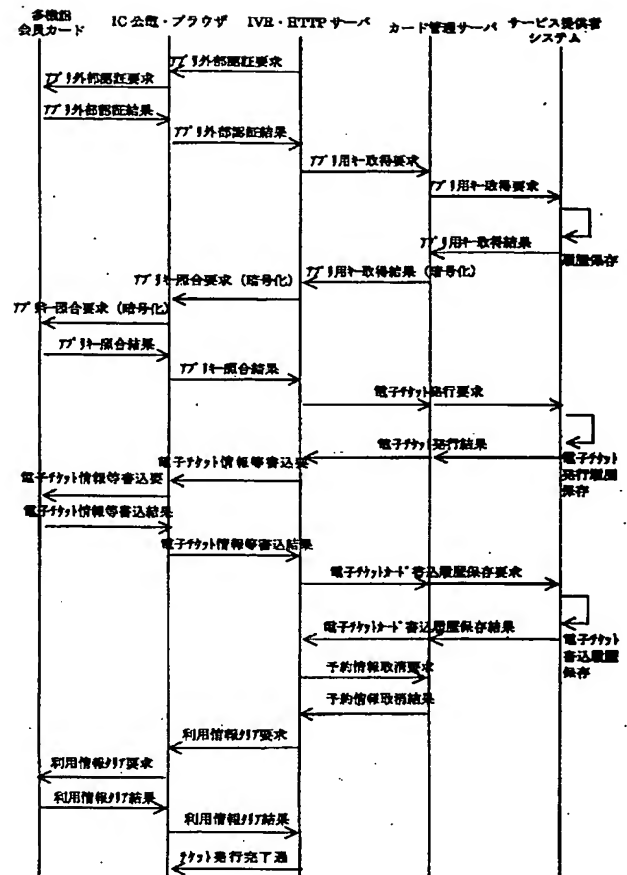 多機能
会員カード
IC公電・ブラウザ
IVR・HTTPサーバ
カード管理サーバ
サービス提供者
システム
アプリ外部認証要求
アプリ外部認証要求
アプリ外部認証結果
アプリ外部認証結果
アプリ用キー取得要求
アプリ用キー取得要求
履歴保存
アプリ用キー取得結果
アプリ用キー取得結果(暗号化)
アプリキー照合要求(暗号化)
アプリキー照合要求(暗号化)
アプリキー照合結果
アプリキー照合結果
電子チケット発行要求
電子チケット
発行履歴
保存
電子チケット発行結果
電子チケット情報等書込要
電子チケット情報等書込要
電子チケット情報等書込結果
電子チケット情報等書込結果
電子チケットカード書込履歴保存要求
電子チケット
書込履歴
保存
電子チケットカード書込履歴保存結果
予約情報取消要求
予約情報取消結果
利用情報クリア要求
利用情報クリア要求
利用情報クリア結果
利用情報クリア結果
チケット発行完了通